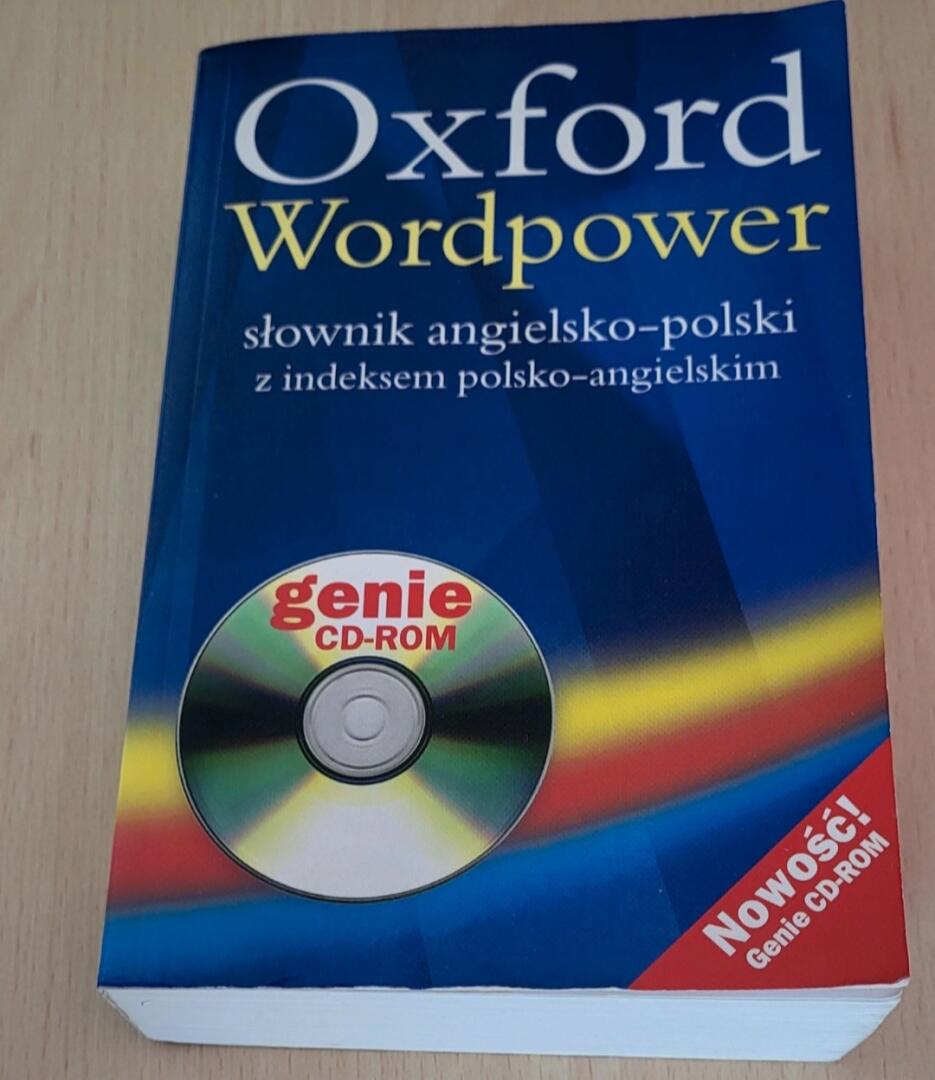 Oxford
Wordpower
słownik angielsko-polski
z indeksem polsko-angielskim
genie
CD-ROM
Nowość!
Genie CD-ROM